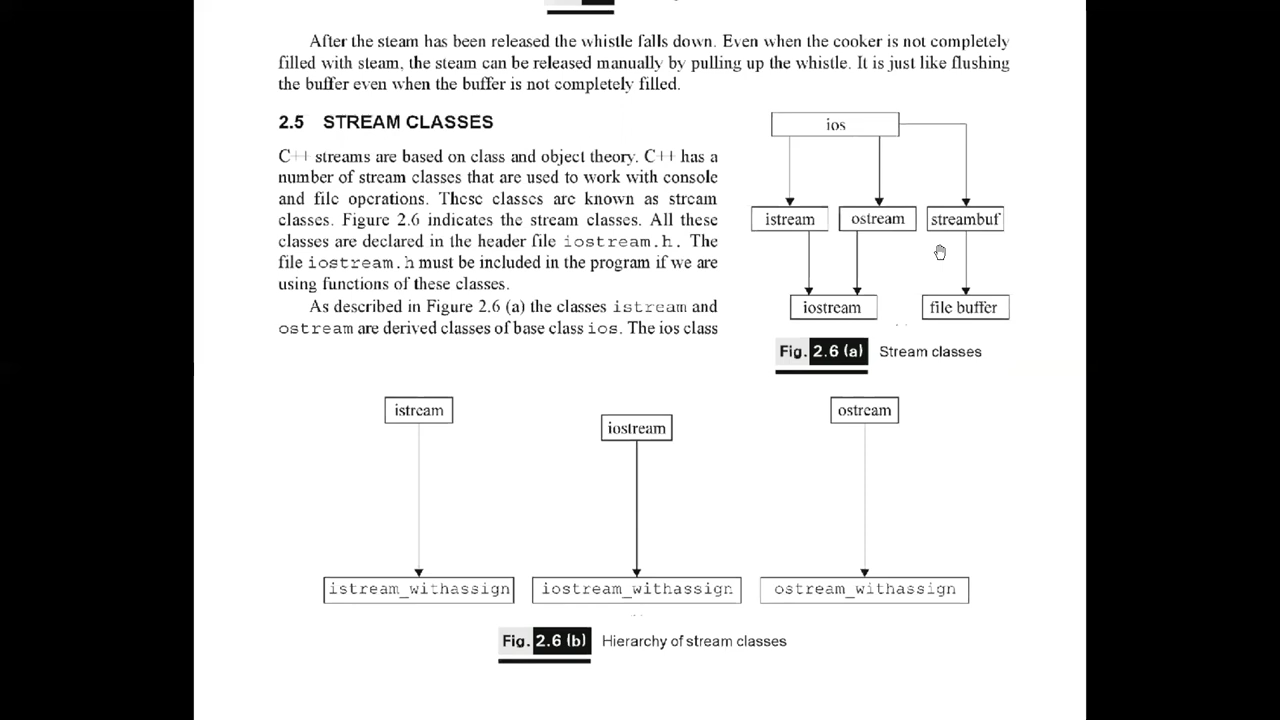 After the steam has been released the whistle falls down. Even when the cooker is not completely
filled with steam, the steam can be released manually by pulling up the whistle. It is just like flushing
the buffer even when the buffer is not completely filled.
2.5 STREAM CLASSES
C++ streams are based on class and object theory. C++ has a
number of stream classes that are used to work with console
and file operations. These classes are known as stream
classes. Figure 2.6 indicates the stream classes. All these
classes are declared in the header file iostream.h. The
file iostream.h must be included in the program if we are
using functions of these classes.
As described in Figure 2.6 (a) the classes istream and
ostream are derived classes of base class ios. The ios class
ios
istream ostream streambuf
iostream file buffer
Fig. 2.6 (a) Stream classes
istream iostream ostream
istream_withassign iostream_withassign ostream_withassign
Fig. 2.6 (b) Hierarchy of stream classes